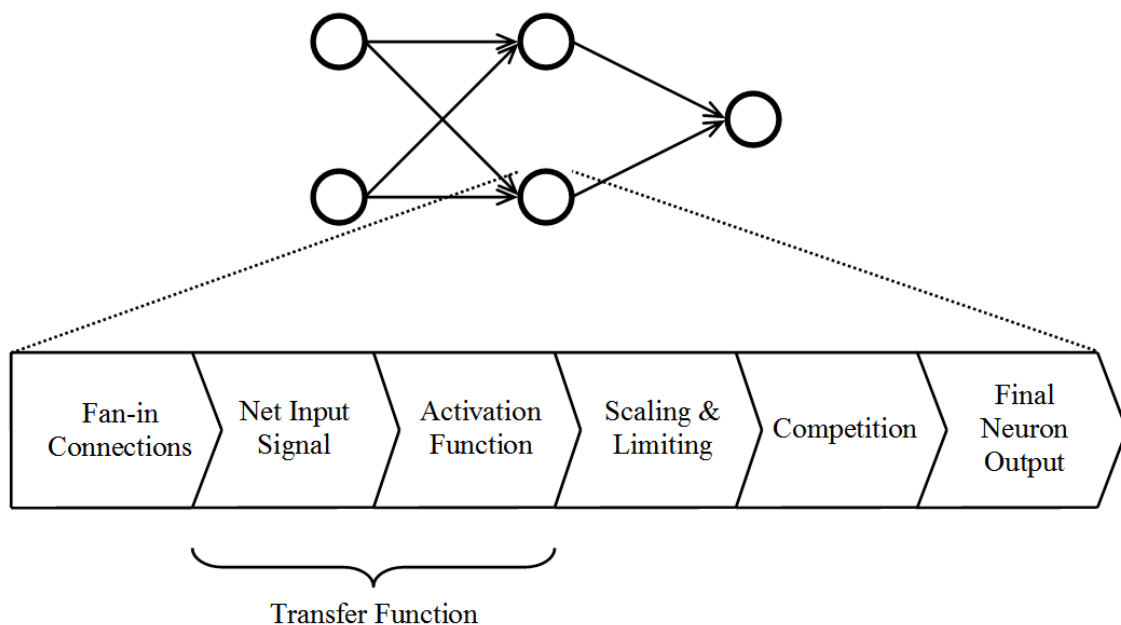 Fan-in
Connections
Net Input
Signal
Activation
Function
Scaling &
Limiting
Competition
Final
Neuron
Output
Transfer Function